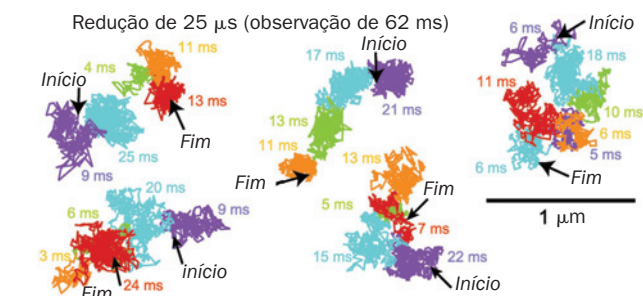 Redução de 25 μs (observação de 62 ms)
11 ms
4 ms
Início
13 ms
Fim
25 ms
9 ms
17 ms
Início
21 ms
13 ms
11 ms
Fim
6 ms
Início
18 ms
11 ms
10 ms
6 ms
5 ms
6 ms
Fim
1 μm
20 ms
9 ms
6 ms
3 ms
início
24 ms
Fim
13 ms
Fim
5 ms
7 ms
15 ms
22 ms
Início